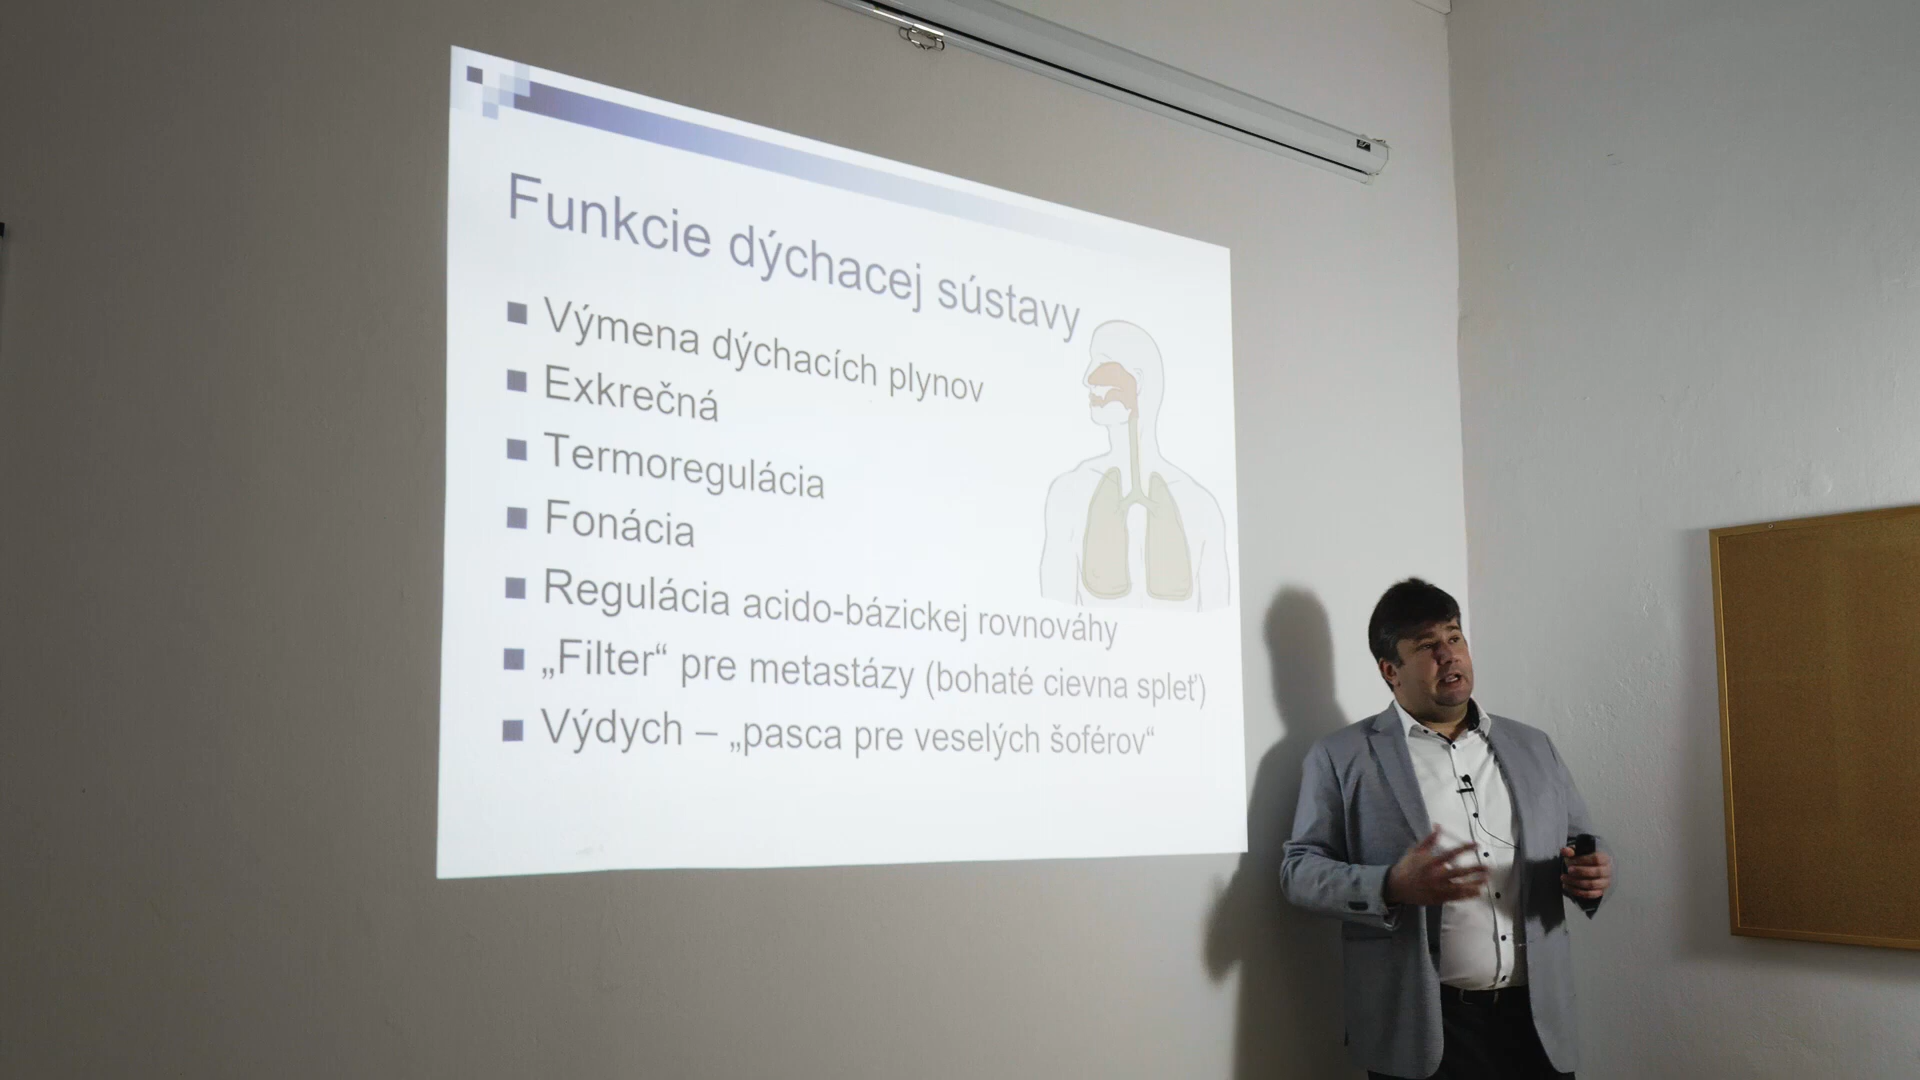 Funkcie dýchacej sústavy
Výmena dýchacích plynov
Exkrečná
Termoregulácia
Fonácia
Regulácia acido-bázickej rovnováhy
„Filter“ pre metastázy (bohaté cievna spleť)
Výdych – „pasca pre veselých šoférov“